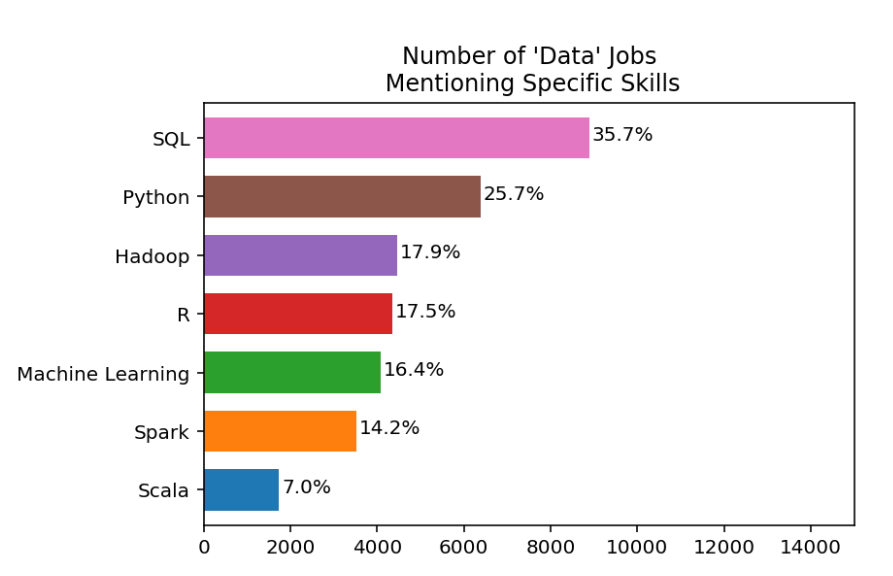 Number of 'Data' Jobs
Mentioning Specific Skills
SQL 35.7%
Python 25.7%
Hadoop 17.9%
R 17.5%
Machine Learning 16.4%
Spark 14.2%
Scala 7.0%
0 2000 4000 6000 8000 10000 12000 14000